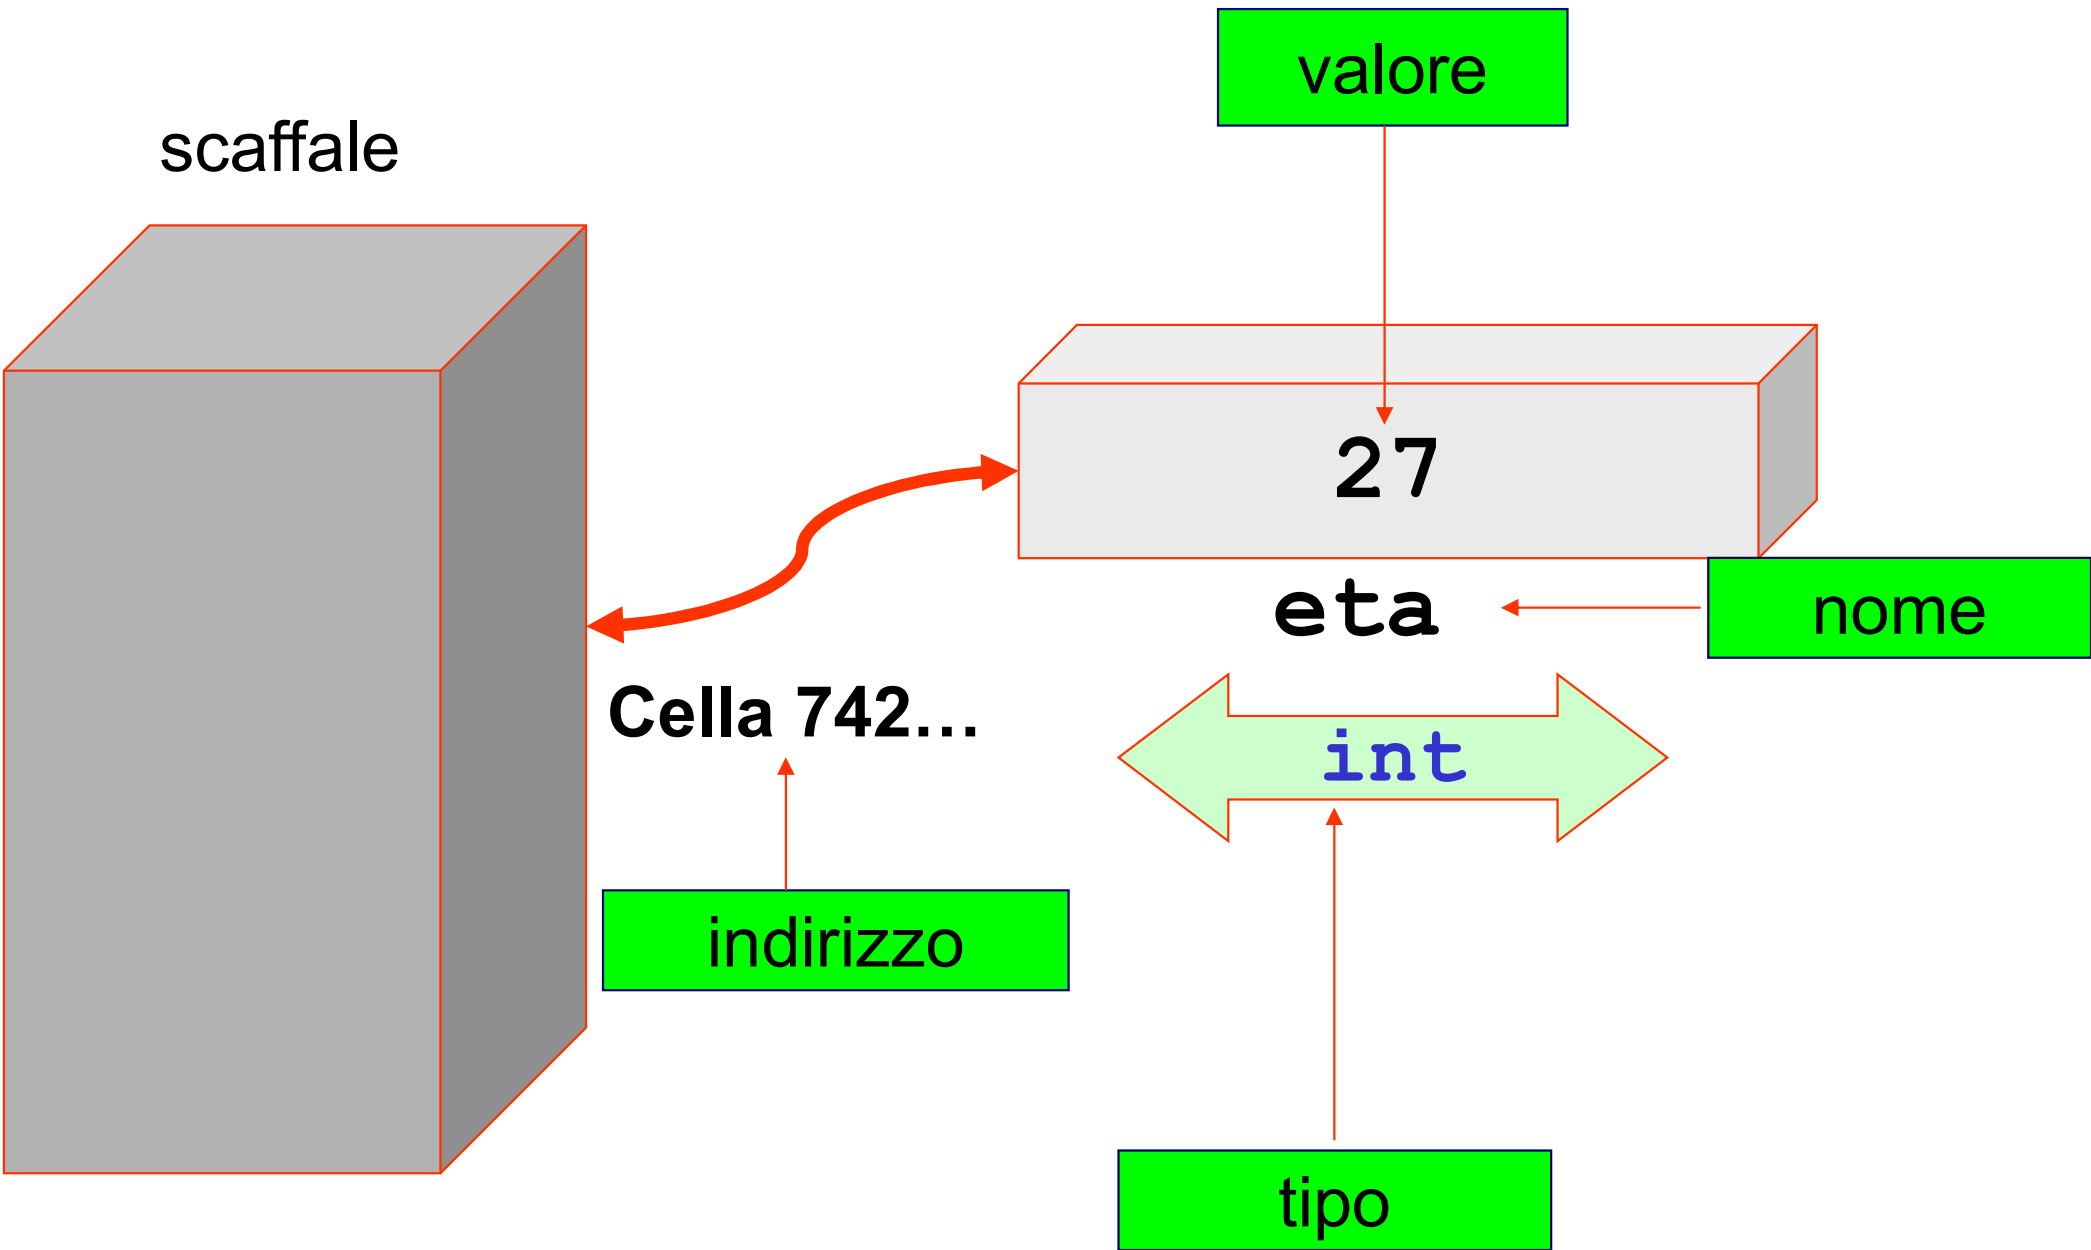 valore
scaffale
27
eta
nome
Cella 742…
int
indirizzo
tipo